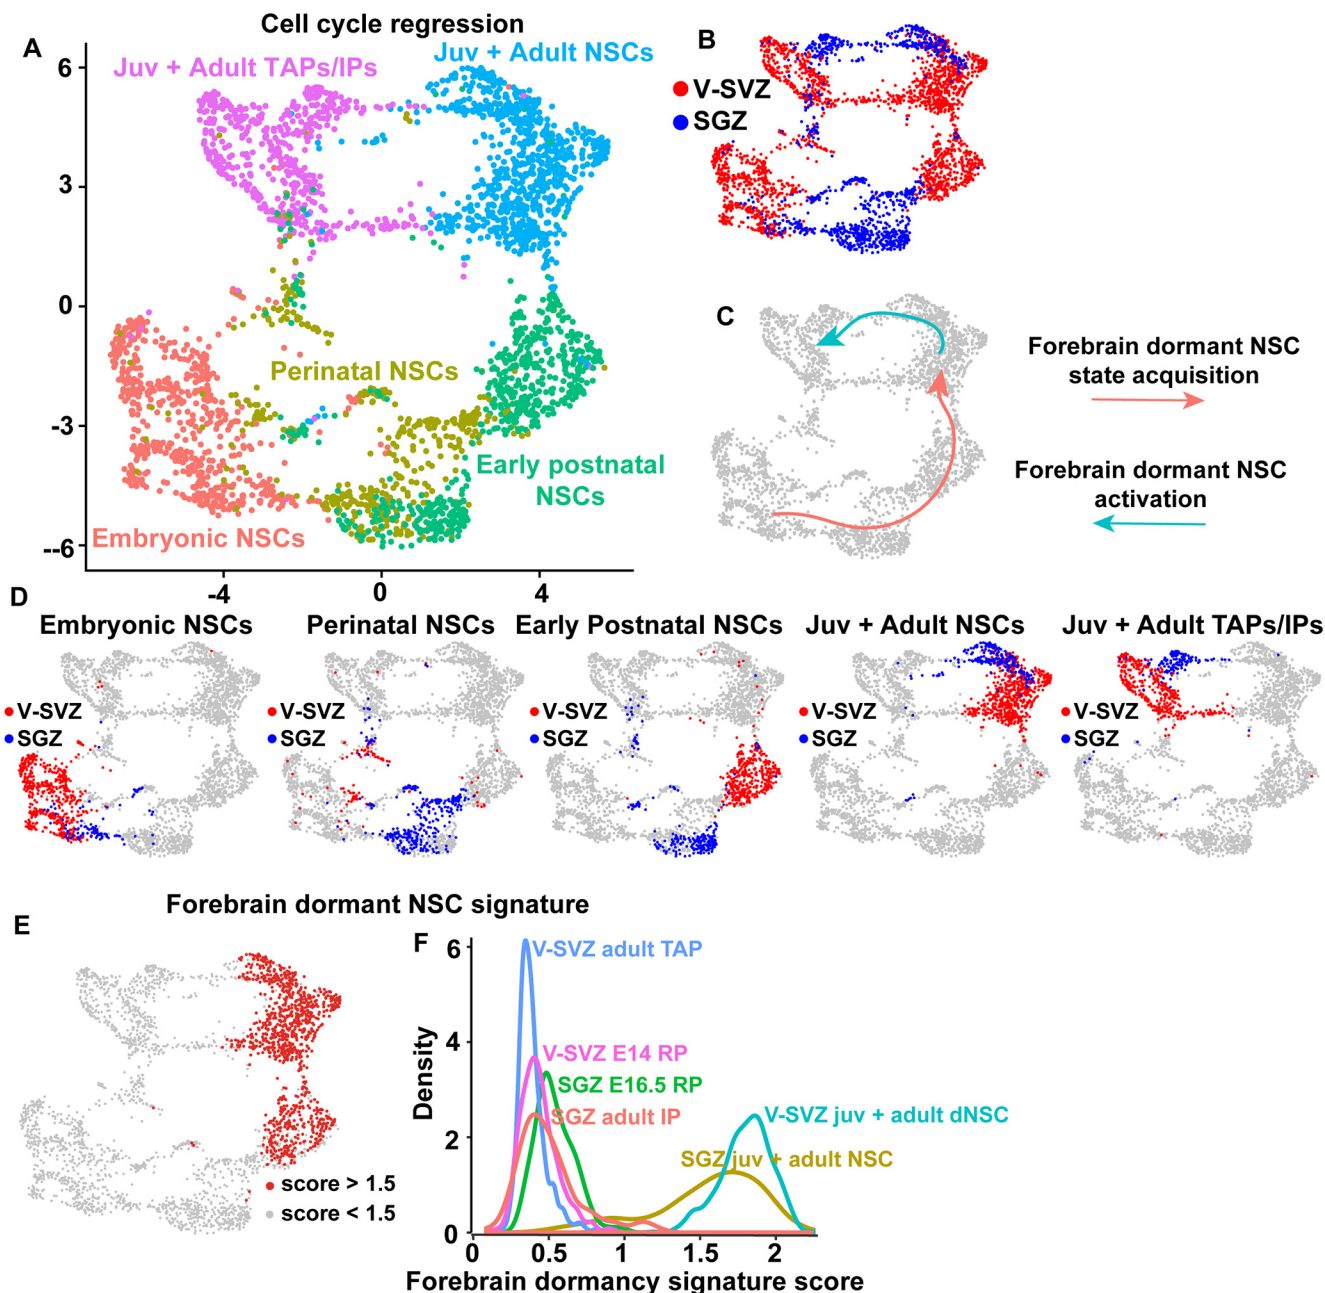 Cell cycle regression
A
6
3
0
-3
--6
-4
0
4
Juv + Adult TAPs/IPs
Juv + Adult NSCs
Perinatal NSCs
Early postnatal
NSCs
Embryonic NSCs
B
V-SVZ
SGZ
C
Forebrain dormant NSC
state acquisition
Forebrain dormant NSC
activation
D
Embryonic NSCs
V-SVZ
SGZ
Perinatal NSCs
V-SVZ
SGZ
Early Postnatal NSCs
V-SVZ
SGZ
Juv + Adult NSCs
V-SVZ
SGZ
Juv + Adult TAPs/IPs
V-SVZ
SGZ
Forebrain dormant NSC signature
E
score > 1.5
score < 1.5
F
Density
6
4
2
0
0
0.5
1
1.5
2
V-SVZ adult TAP
V-SVZ E14 RP
SGZ E16.5 RP
SGZ adult IP
V-SVZ juv + adult dNSC
SGZ juv + adult NSC
Forebrain dormancy signature score